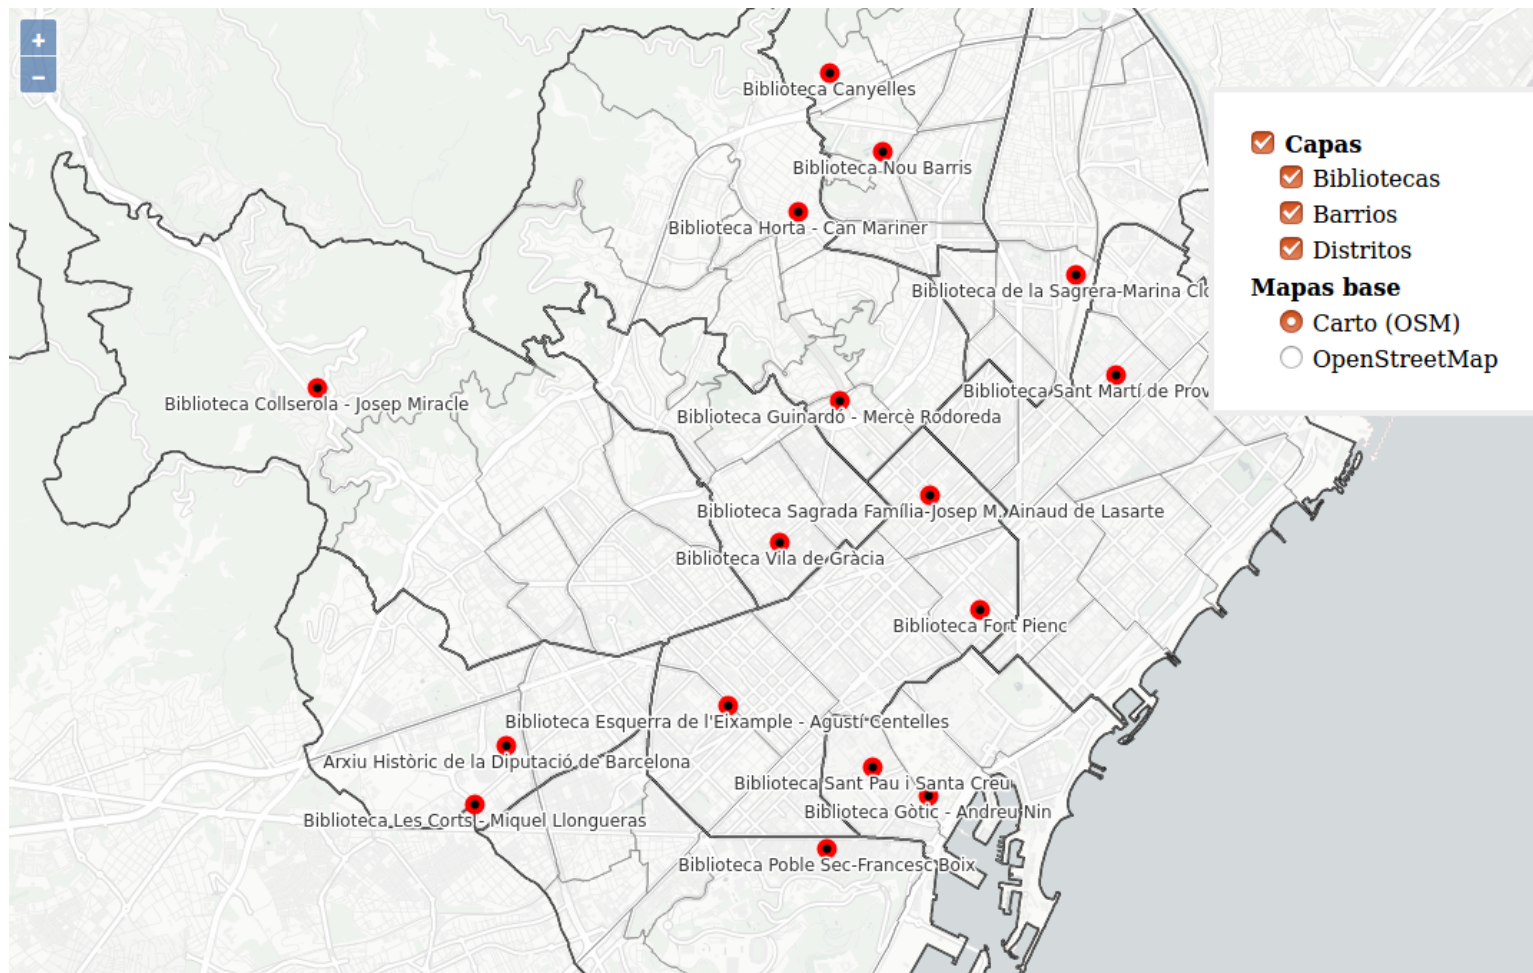 +
−
Biblioteca Canyelles
Biblioteca Nou Barris
Biblioteca Horta - Can Mariner
Biblioteca de la Sagrera-Marina Clo
Biblioteca Sant Martí de Prov
Biblioteca Collserola - Josep Miracle
Biblioteca Guinardó - Mercè Rodoreda
Biblioteca Sagrada Família-Josep M. Ainaud de Lasarte
Biblioteca Vila de Gràcia
Biblioteca Fort Pienc
Biblioteca Esquerra de l'Eixample - Agustí Centelles
Arxiu Històric de la Diputació de Barcelona
Biblioteca Sant Pau i Santa Creu
Biblioteca Gòtic - Andreu Nin
Biblioteca Les Corts - Miquel Llongueras
Biblioteca Poble Sec-Francesc Boix
Capas
Bibliotecas
Barrios
Distritos
Mapas base
Carto (OSM)
OpenStreetMap